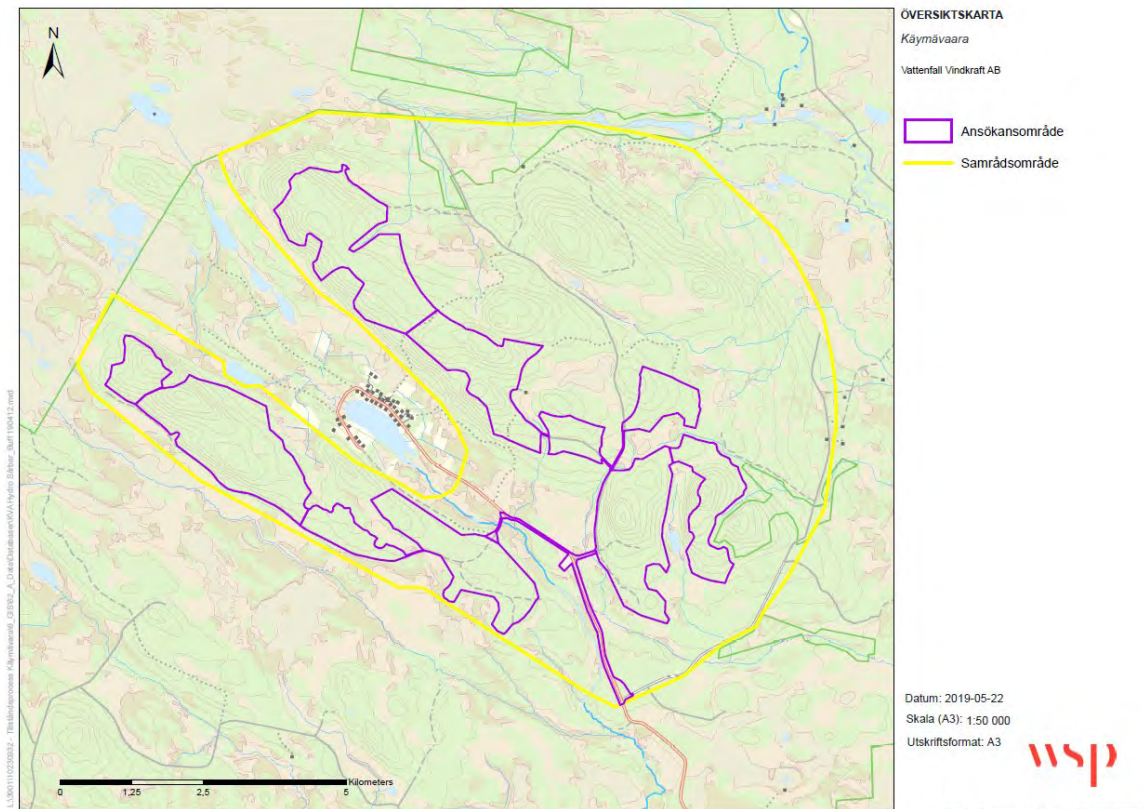 N
ÖVERSIKTSKARTA
Käymävaara
Vattenfall Vindkraft AB
Ansökansområde
Samrådsområde
Datum: 2019-05-22
Skala (A3): 1:50 000
Utskriftsformat: A3
wsp
Kilometers
0 1,25 2,5 5